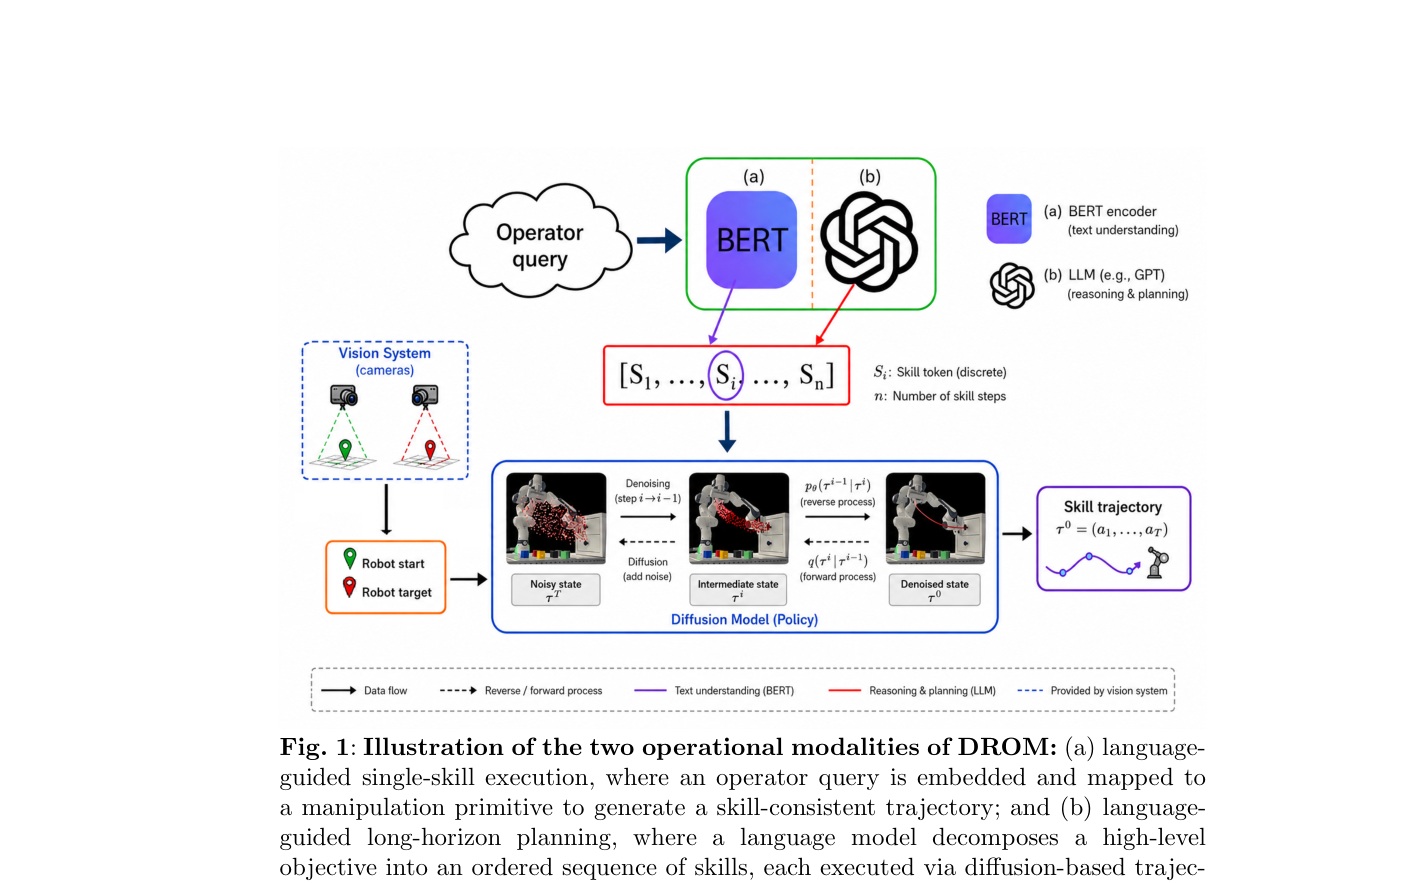 (a) (b)
Operator
query
BERT
BERT
(a) BERT encoder
(text understanding)
(b) LLM (e.g., GPT)
(reasoning & planning)
Vision System
(cameras)
[S₁, ..., Sᵢ, ..., Sₙ]
Sᵢ: Skill token (discrete)
n: Number of skill steps
Robot start
Robot target
Denoising
(step i→i−1)
Diffusion
(add noise)
pθ(τⁱ⁻¹|τⁱ)
(reverse process)
q(τⁱ|τⁱ⁻¹)
(forward process)
Noisy state
τᵀ
Intermediate state
τⁱ
Denoised state
τ⁰
Diffusion Model (Policy)
Skill trajectory
τ⁰ = (a₁, ..., a_T)
Data flow
Reverse / forward process
Text understanding (BERT)
Reasoning & planning (LLM)
Provided by vision system
Fig. 1: Illustration of the two operational modalities of DROM: (a) language-
guided single-skill execution, where an operator query is embedded and mapped to
a manipulation primitive to generate a skill-consistent trajectory; and (b) language-
guided long-horizon planning, where a language model decomposes a high-level
objective into an ordered sequence of skills, each executed via diffusion-based trajec-